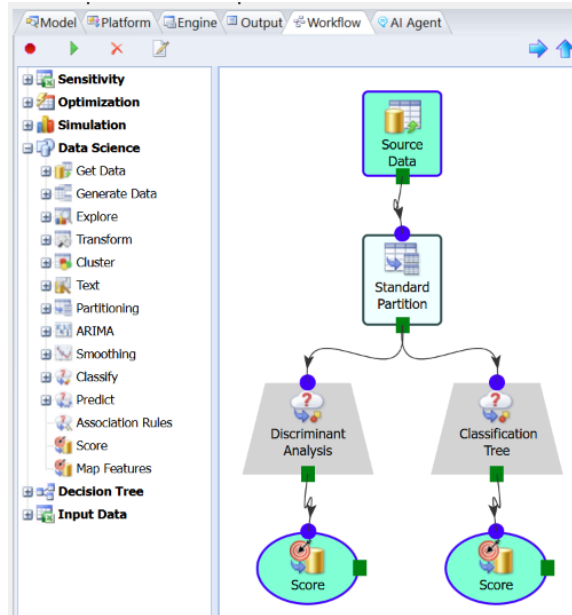 Model Platform Engine Output Workflow AI Agent
Sensitivity
Optimization
Simulation
Data Science
Get Data
Generate Data
Explore
Transform
Cluster
Text
Partitioning
ARIMA
Smoothing
Classify
Predict
Association Rules
Score
Map Features
Decision Tree
Input Data
Source
Data
Standard
Partition
Discriminant
Analysis
Classification
Tree
Score
Score